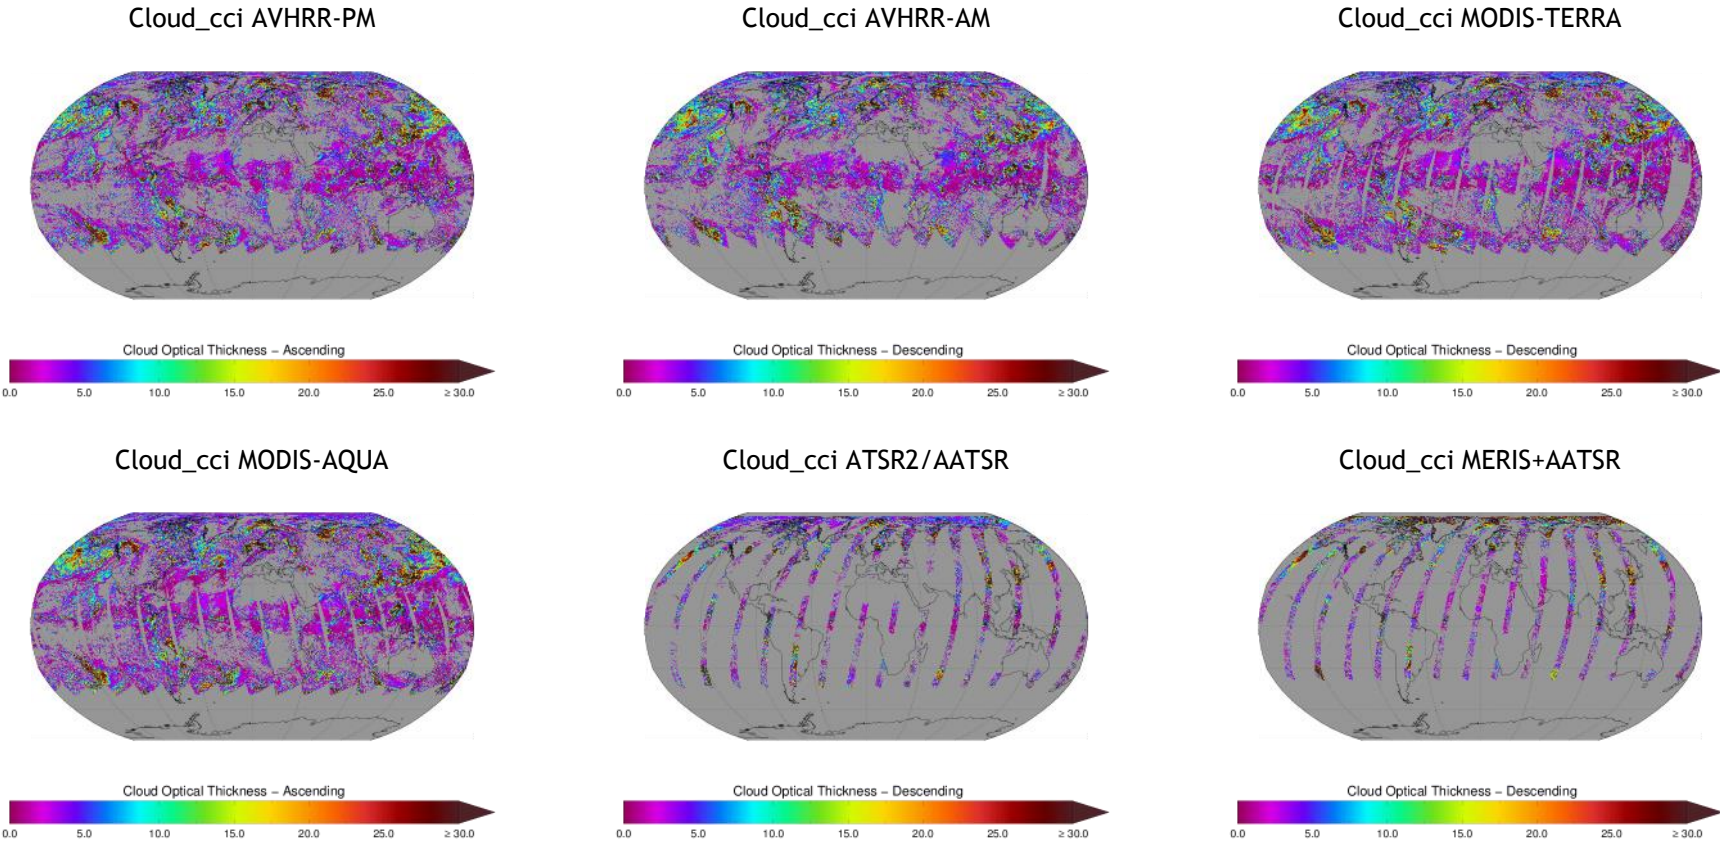 Cloud_cci AVHRR-PM
Cloud_cci AVHRR-AM
Cloud_cci MODIS-TERRA
Cloud Optical Thickness – Ascending
0.0 5.0 10.0 15.0 20.0 25.0 ≥ 30.0
Cloud Optical Thickness – Descending
0.0 5.0 10.0 15.0 20.0 25.0 ≥ 30.0
Cloud Optical Thickness – Descending
0.0 5.0 10.0 15.0 20.0 25.0 ≥ 30.0
Cloud_cci MODIS-AQUA
Cloud_cci ATSR2/AATSR
Cloud_cci MERIS+AATSR
Cloud Optical Thickness – Ascending
0.0 5.0 10.0 15.0 20.0 25.0 ≥ 30.0
Cloud Optical Thickness – Descending
0.0 5.0 10.0 15.0 20.0 25.0 ≥ 30.0
Cloud Optical Thickness – Descending
0.0 5.0 10.0 15.0 20.0 25.0 ≥ 30.0